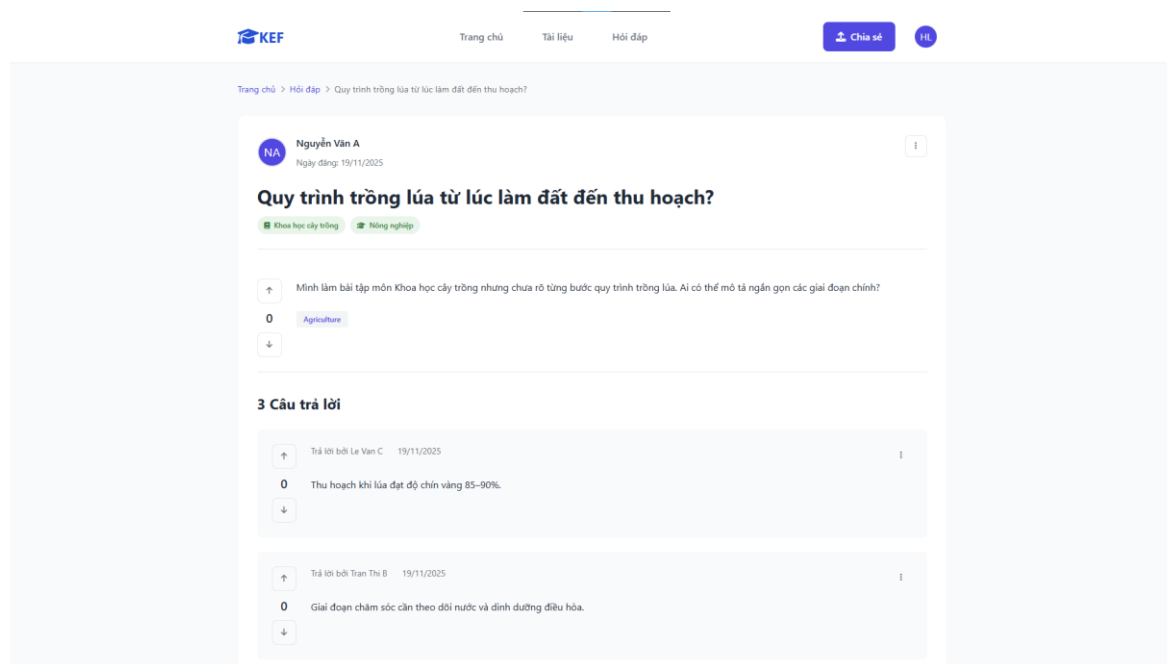 KEF
Trang chủ
Tài liệu
Hỏi đáp
Chia sẻ
HL
Trang chủ > Hỏi đáp > Quy trình trồng lúa từ lúc làm đất đến thu hoạch?
NA
Nguyễn Văn A
Ngày đăng: 19/11/2025
Quy trình trồng lúa từ lúc làm đất đến thu hoạch?
Khoa học cây trồng
Nông nghiệp
Mình làm bài tập môn Khoa học cây trồng nhưng chưa rõ từng bước quy trình trồng lúa. Ai có thể mô tả ngắn gọn các giai đoạn chính?
0
Agriculture
3 Câu trả lời
Trả lời bởi Le Van C 19/11/2025
0
Thu hoạch khi lúa đạt độ chín vàng 85–90%.
Trả lời bởi Tran Thi B 19/11/2025
0
Giai đoạn chăm sóc cần theo dõi nước và dinh dưỡng điều hòa.